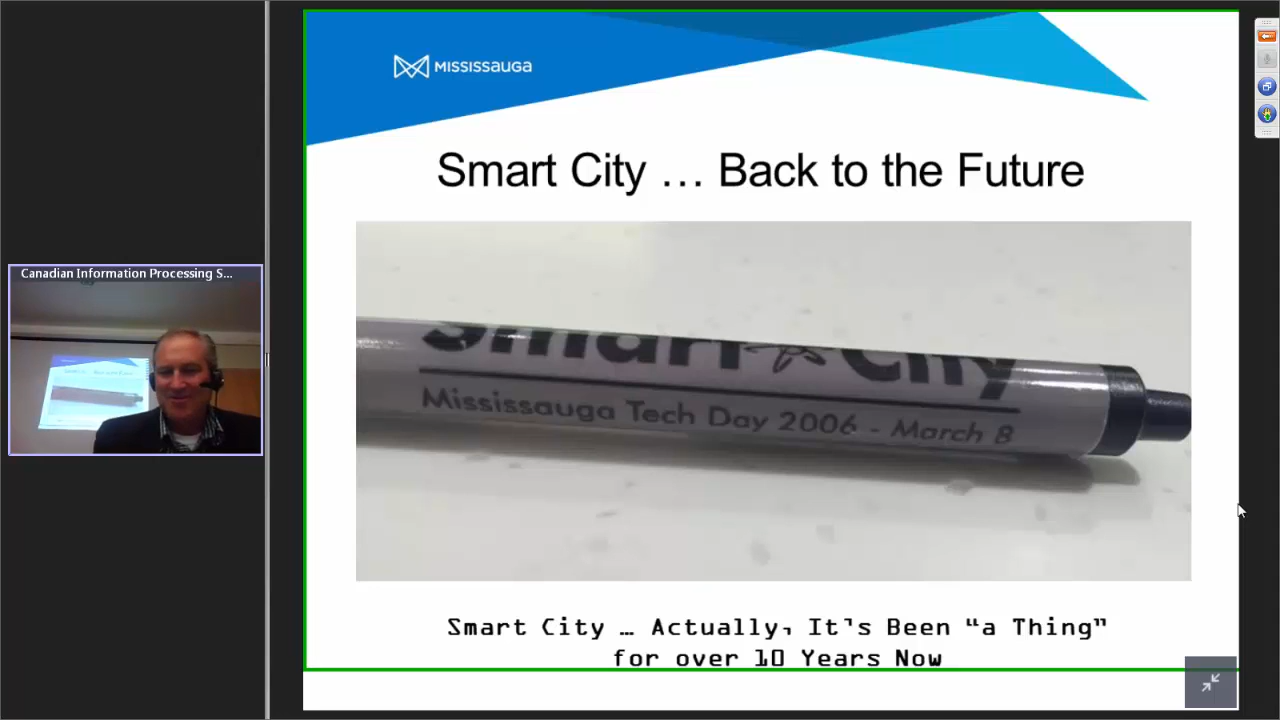 MISSISSAUGA
Smart City … Back to the Future
Canadian Information Processing S...
Smart City
Mississauga Tech Day 2006 - March 8
Smart City … Actually, It's Been “a Thing”
for over 10 Years Now